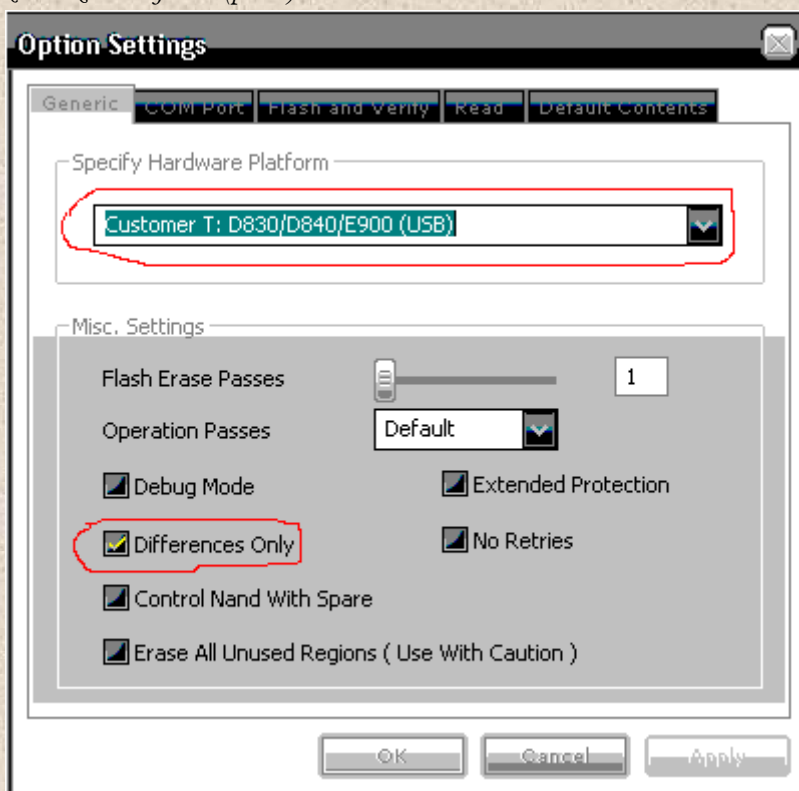 Option Settings
Generic COM Port Flash and Verify Read Default Contents
Specify Hardware Platform
Customer T: D830/D840/E900 (USB)
Misc. Settings
Flash Erase Passes 1
Operation Passes Default
Debug Mode Extended Protection
Differences Only No Retries
Control Nand With Spare
Erase All Unused Regions ( Use With Caution )
OK Cancel Apply